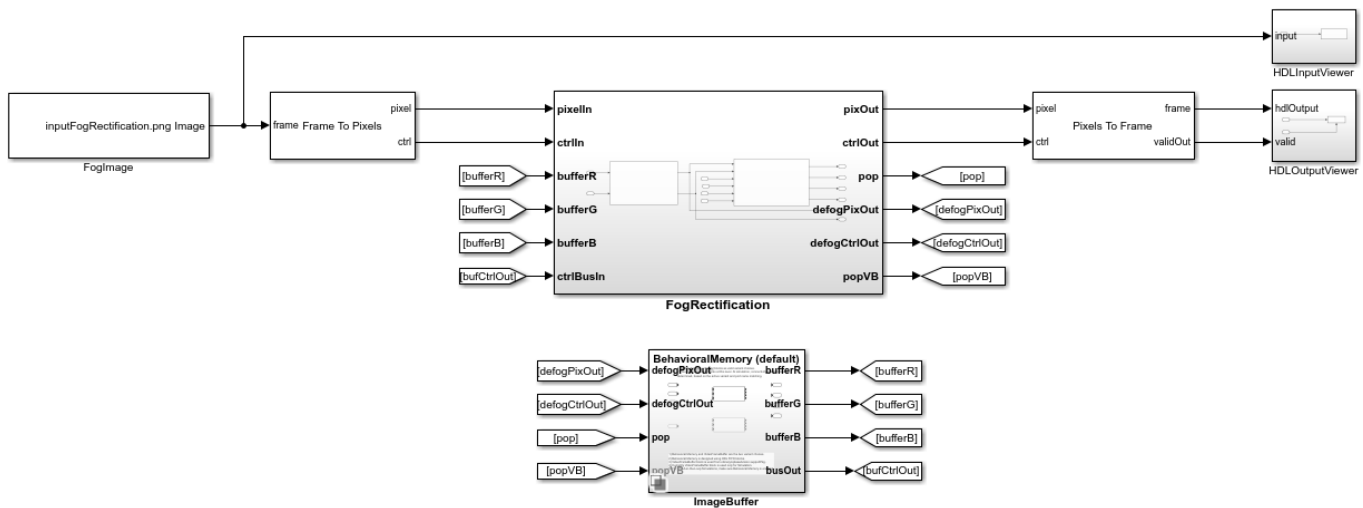 input
HDLInputViewer
inputFogRectification.png Image
FogImage
frame
Frame To Pixels
pixel
ctrl
pixelIn
ctrlIn
bufferR
bufferG
bufferB
ctrlBusIn
[bufferR]
[bufferG]
[bufferB]
[bufCtrlOut]
pixOut
ctrlOut
pop
defogPixOut
defogCtrlOut
popVB
FogRectification
[pop]
[defogPixOut]
[defogCtrlOut]
[popVB]
pixel
ctrl
Pixels To Frame
frame
validOut
hdlOutput
valid
HDLOutputViewer
[defogPixOut]
[defogCtrlOut]
[pop]
[popVB]
BehavioralMemory (default)
defogPixOut
defogCtrlOut
pop
popVB
bufferR
bufferG
bufferB
busOut
ImageBuffer
[bufferR]
[bufferG]
[bufferB]
[bufCtrlOut]